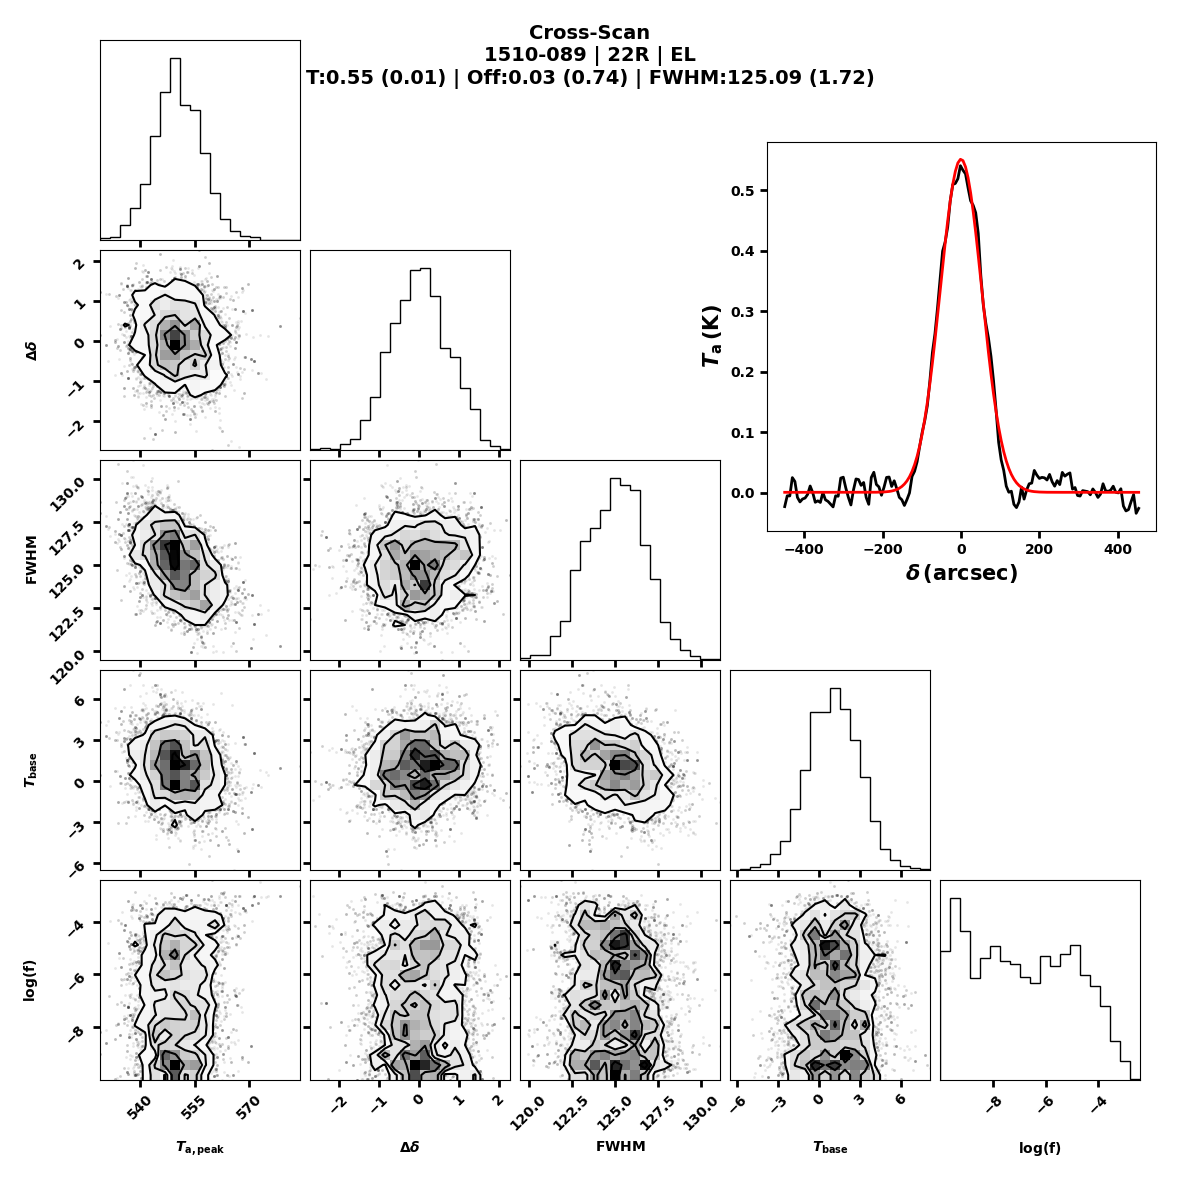 Cross-Scan
1510-089 | 22R | EL
T:0.55 (0.01) | Off:0.03 (0.74) | FWHM:125.09 (1.72)
0.5
0.4
0.3
0.2
0.1
0.0
Ta (K)
−400 −200 0 200 400
δ (arcsec)
2
1
0
−1
−2
Δδ
130.0
127.5
125.0
122.5
120.0
FWHM
6
3
0
−3
−6
Tbase
−4
−6
−8
log(f)
540 555 570
−2 −1 0 1 2
120.0 122.5 125.0 127.5 130.0
−6 −3 0 3 6
−8 −6 −4
Ta,peak Δδ FWHM Tbase log(f)